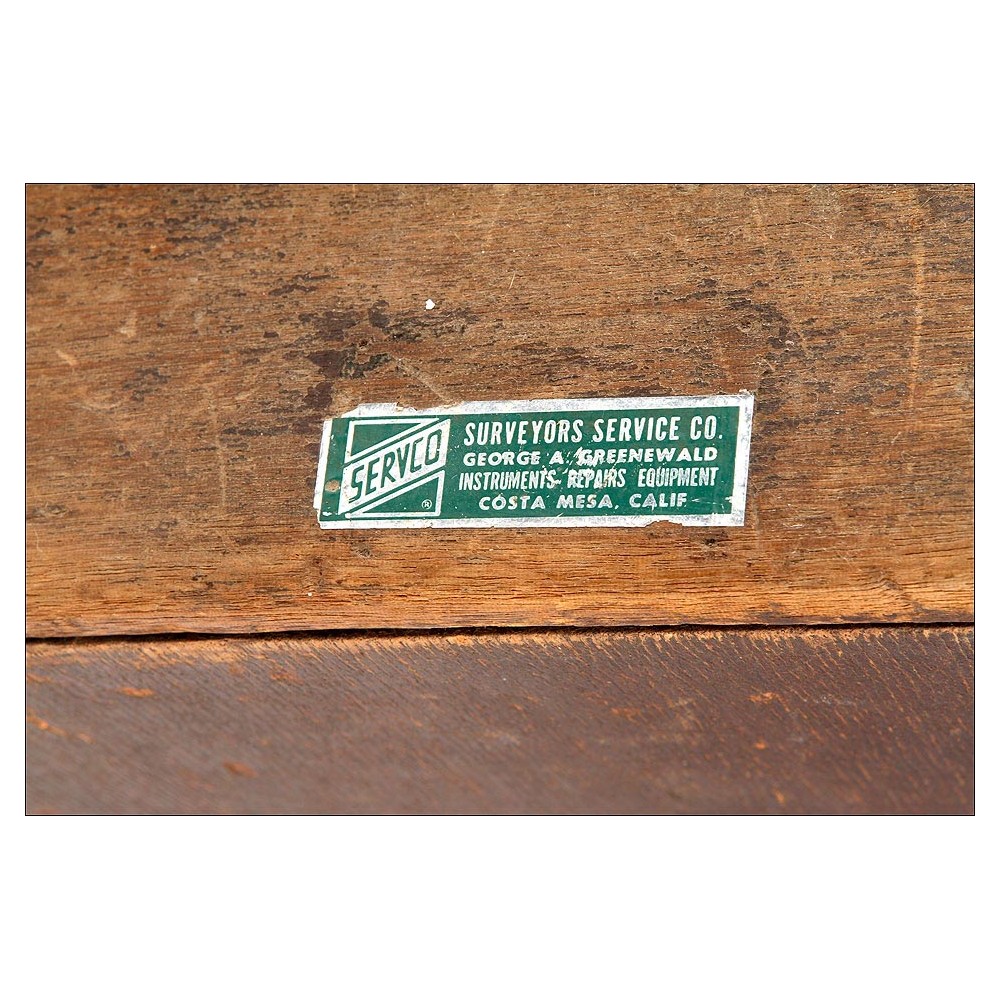 SERVCO
®
SURVEYORS SERVICE CO.
GEORGE A. GREENEWALD
INSTRUMENTS- REPAIRS EQUIPMENT
COSTA MESA, CALIF.